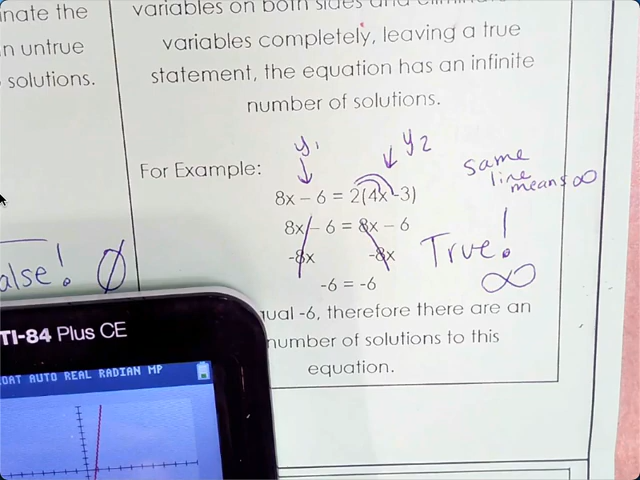 nate the
n untrue
solutions.
variables on both sides and eliminate
variables completely, leaving a true
statement, the equation has an infinite
number of solutions.
y₁
y2
For Example:
same
line
means ∞
8x – 6 = 2(4x -3)
8x – 6 = 8x – 6
-8x -8x
True!
∞
-6 = -6
alse! Ø
qual -6, therefore there are an
number of solutions to this
equation.
TI-84 Plus CE
OAT AUTO REAL RADIAN MP